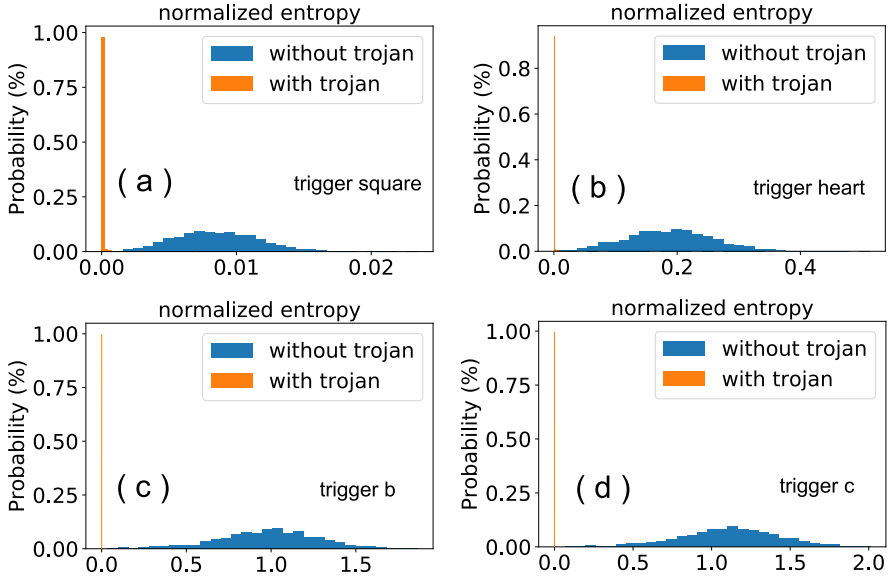 normalized entropy
1.00
0.75
0.50
0.25
0.00
Probability (%)
without trojan
with trojan
( a )
trigger square
0.00 0.01 0.02
normalized entropy
0.8
0.6
0.4
0.2
0.0
Probability (%)
without trojan
with trojan
( b )
trigger heart
0.0 0.2 0.4
normalized entropy
1.00
0.75
0.50
0.25
0.00
Probability (%)
without trojan
with trojan
( c )
trigger b
0.0 0.5 1.0 1.5
normalized entropy
1.00
0.75
0.50
0.25
0.00
Probability (%)
without trojan
with trojan
( d )
trigger c
0.0 0.5 1.0 1.5 2.0